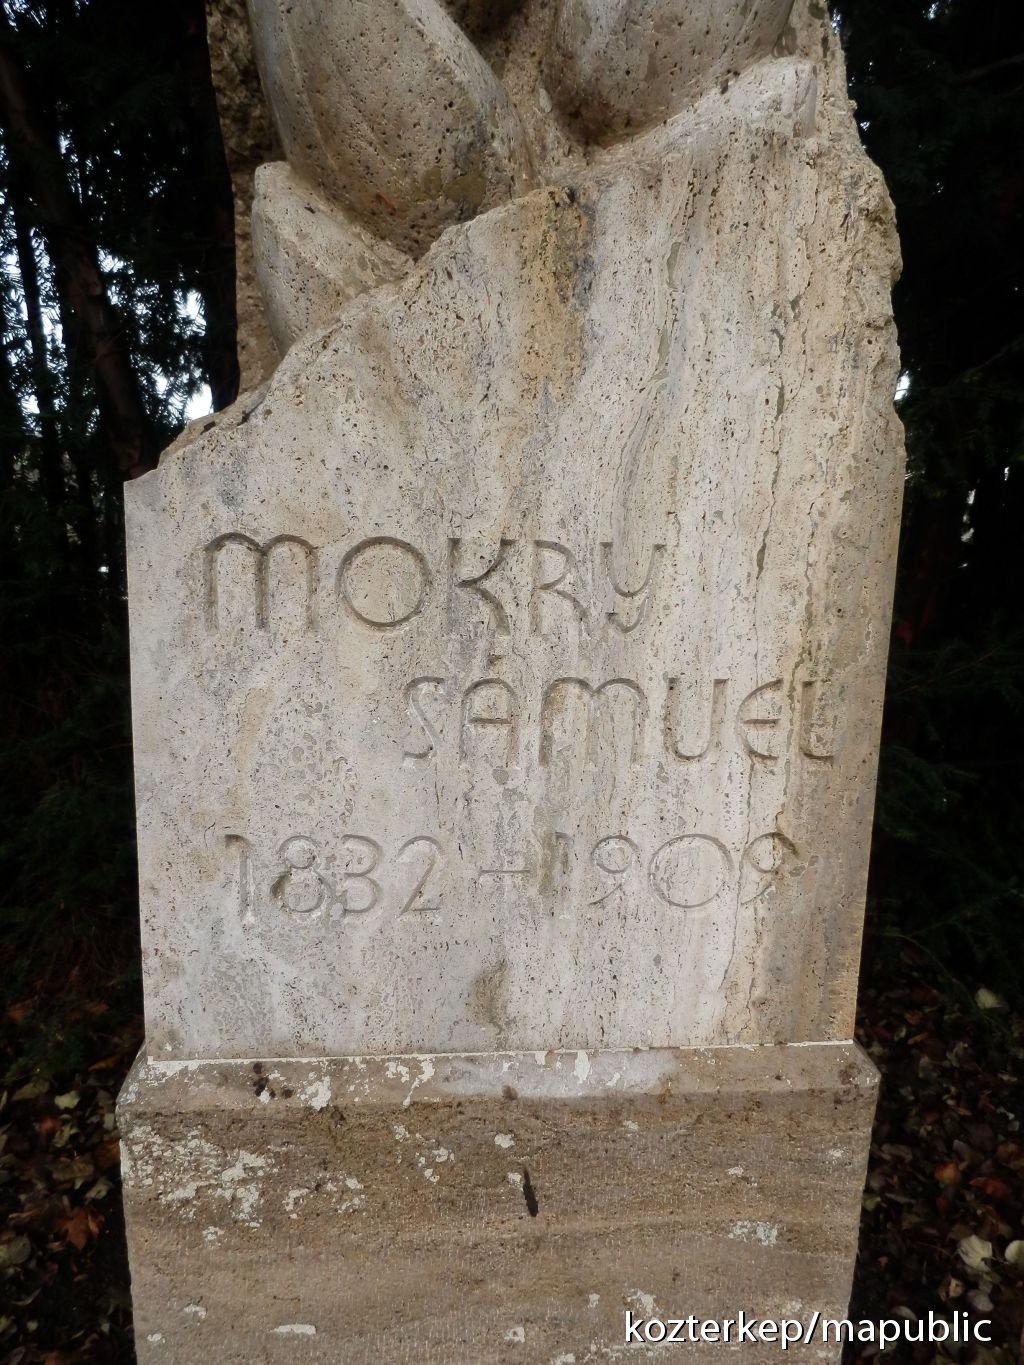 MOKRY
SÁMUEL
1832-1909
kozterkep/mapublic